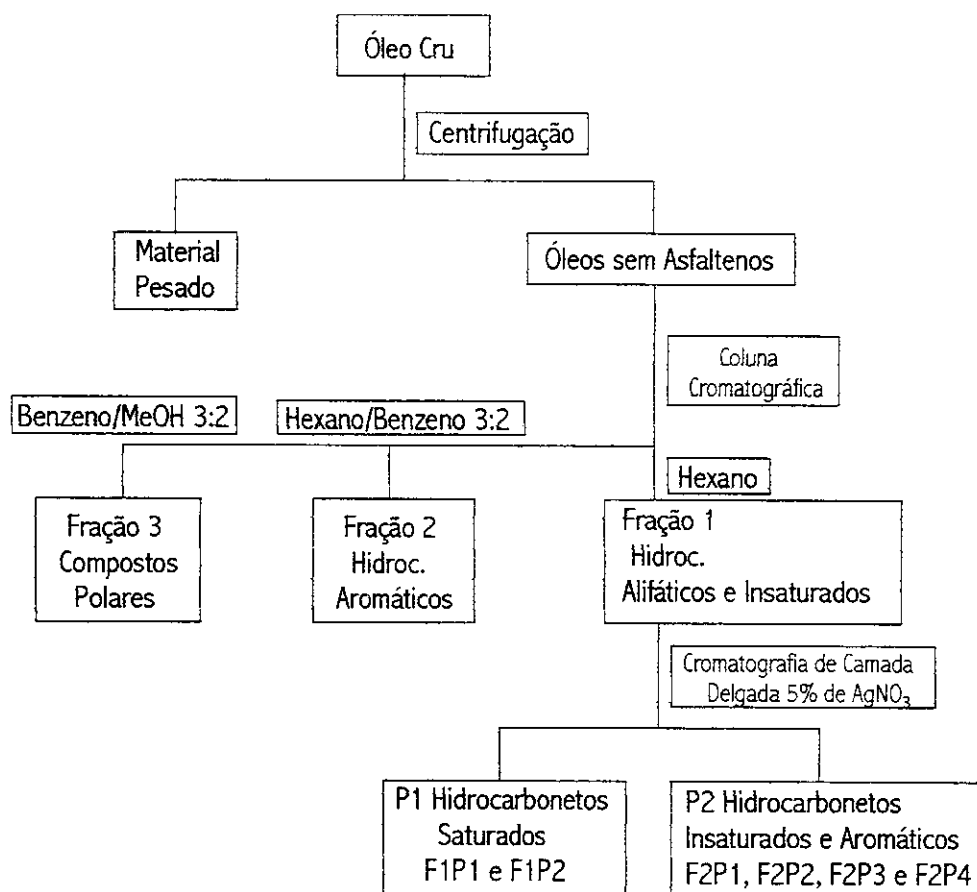 Óleo Cru
Centrifugação
Material
Pesado
Óleos sem Asfaltenos
Coluna
Cromatográfica
Benzeno/MeOH 3:2
Hexano/Benzeno 3:2
Hexano
Fração 3
Compostos
Polares
Fração 2
Hidroc.
Aromáticos
Fração 1
Hidroc.
Alifáticos e Insaturados
Cromatografia de Camada
Delgada 5% de AgNO₃
P1 Hidrocarbonetos
Saturados
F1P1 e F1P2
P2 Hidrocarbonetos
Insaturados e Aromáticos
F2P1, F2P2, F2P3 e F2P4